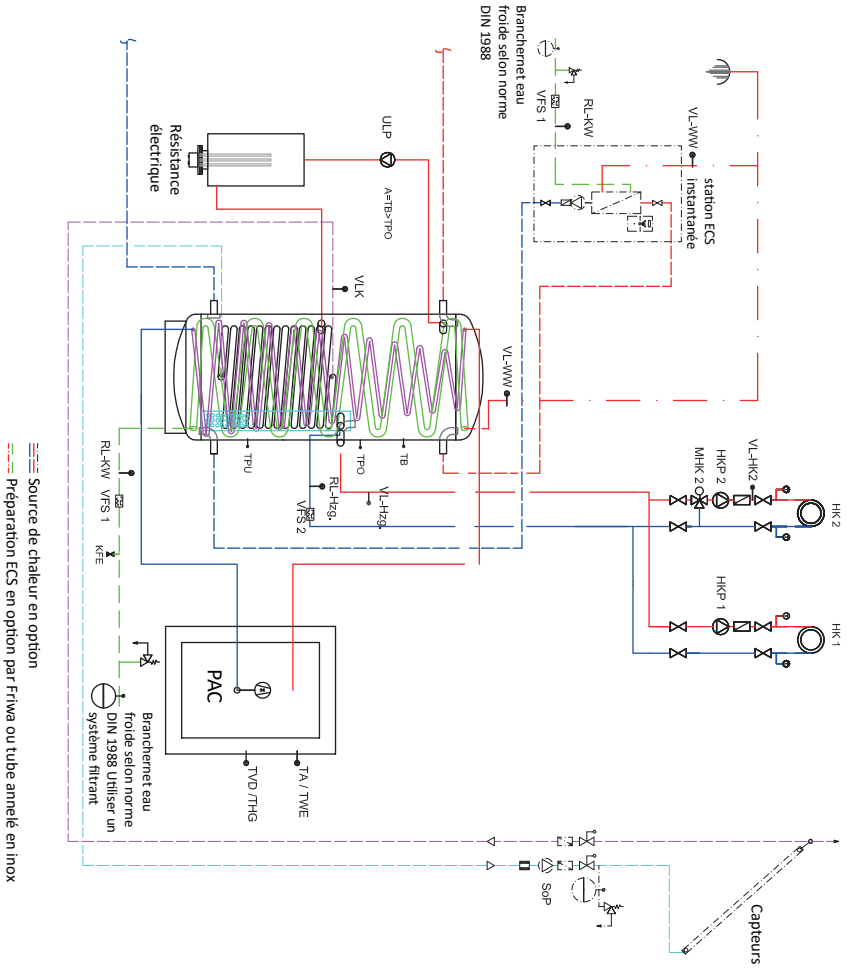 Branchernet eau
froide selon norme
DIN 1988
VFS 1
RL-KW
VL-WW
station ECS
instantanée
ULP
A=TB>TPO
Résistance
électrique
VLK
VL-WW
TPU
TPO
TB
RL-KW
VFS 1
KFE
RL-Hzg.
VFS 2
VL-Hzg.
MHK 2
HKP 2
VL-HK2
HK 2
HKP 1
HK 1
PAC
TVD /THG
TA / TWE
Branchernet eau
froide selon norme
DIN 1988 Utiliser un
système filtrant
SoP
Capteurs
Source de chaleur en option
Préparation ECS en option par Friwa ou tube annelé en inox